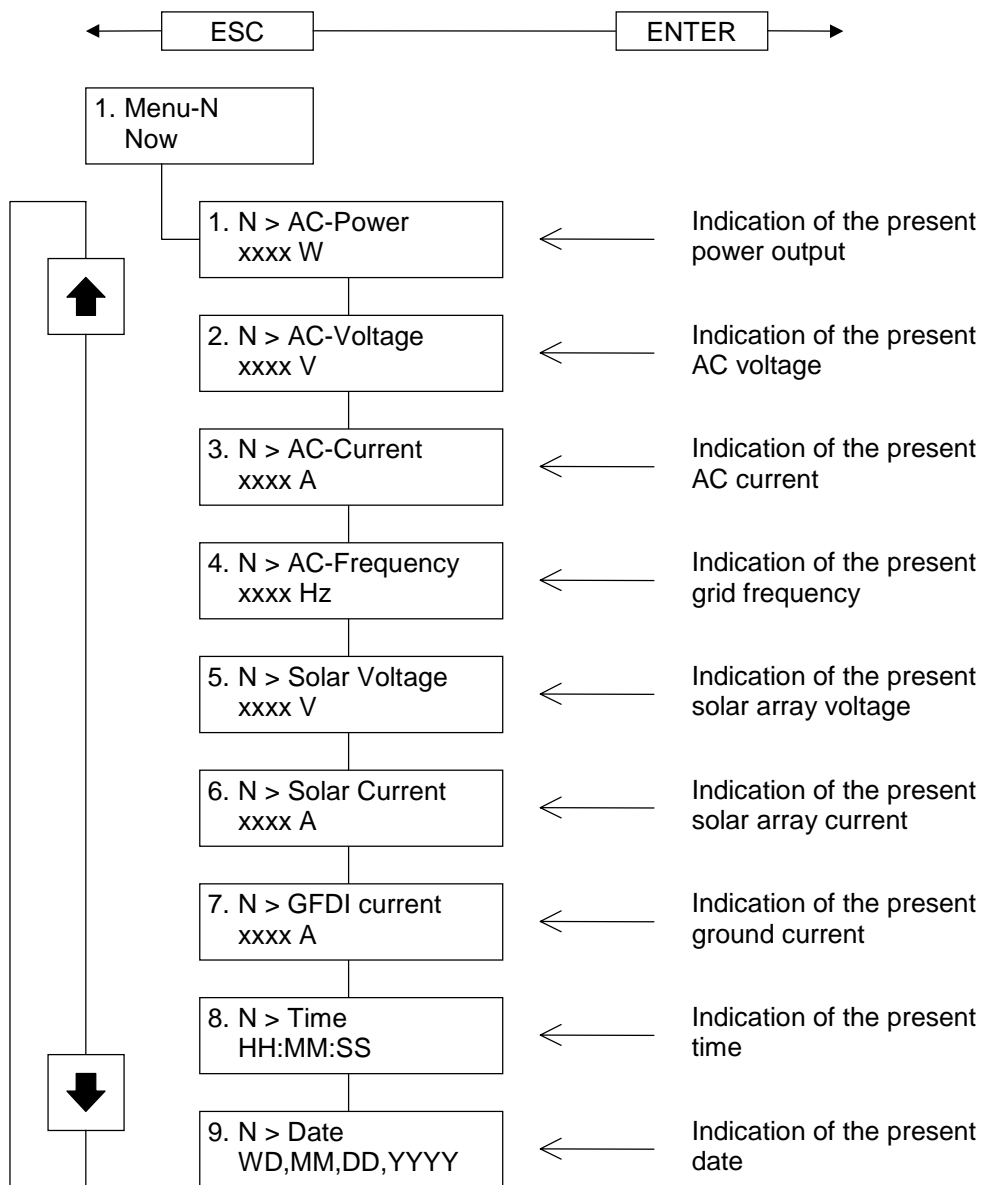 ESC
ENTER
1. Menu-N
Now
1. N > AC-Power
xxxx W
Indication of the present
power output
2. N > AC-Voltage
xxxx V
Indication of the present
AC voltage
3. N > AC-Current
xxxx A
Indication of the present
AC current
4. N > AC-Frequency
xxxx Hz
Indication of the present
grid frequency
5. N > Solar Voltage
xxxx V
Indication of the present
solar array voltage
6. N > Solar Current
xxxx A
Indication of the present
solar array current
7. N > GFDI current
xxxx A
Indication of the present
ground current
8. N > Time
HH:MM:SS
Indication of the present
time
9. N > Date
WD,MM,DD,YYYY
Indication of the present
date